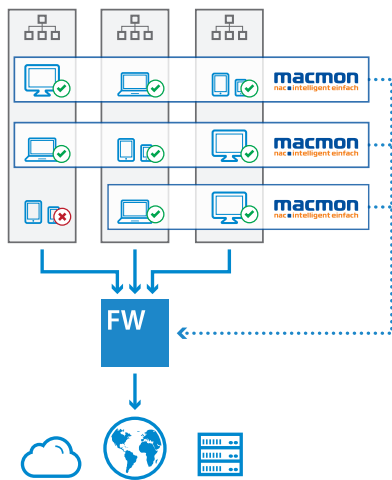 macmon
nac intelligent einfach
macmon
nac intelligent einfach
macmon
nac intelligent einfach
FW